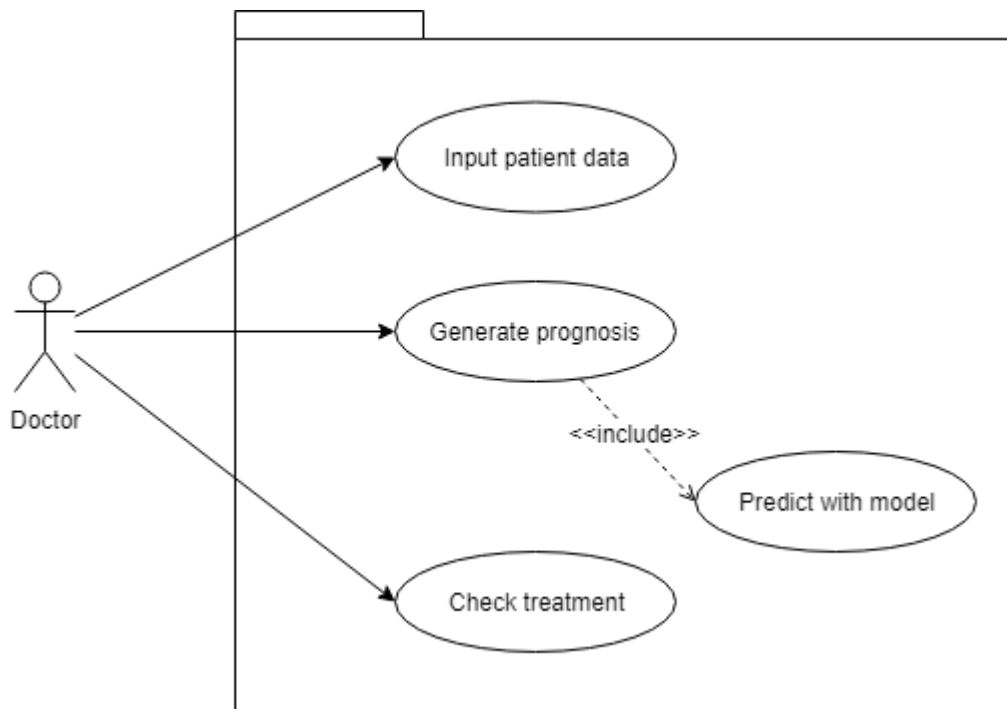 Input patient data
Generate prognosis
Doctor
<<include>>
Predict with model
Check treatment